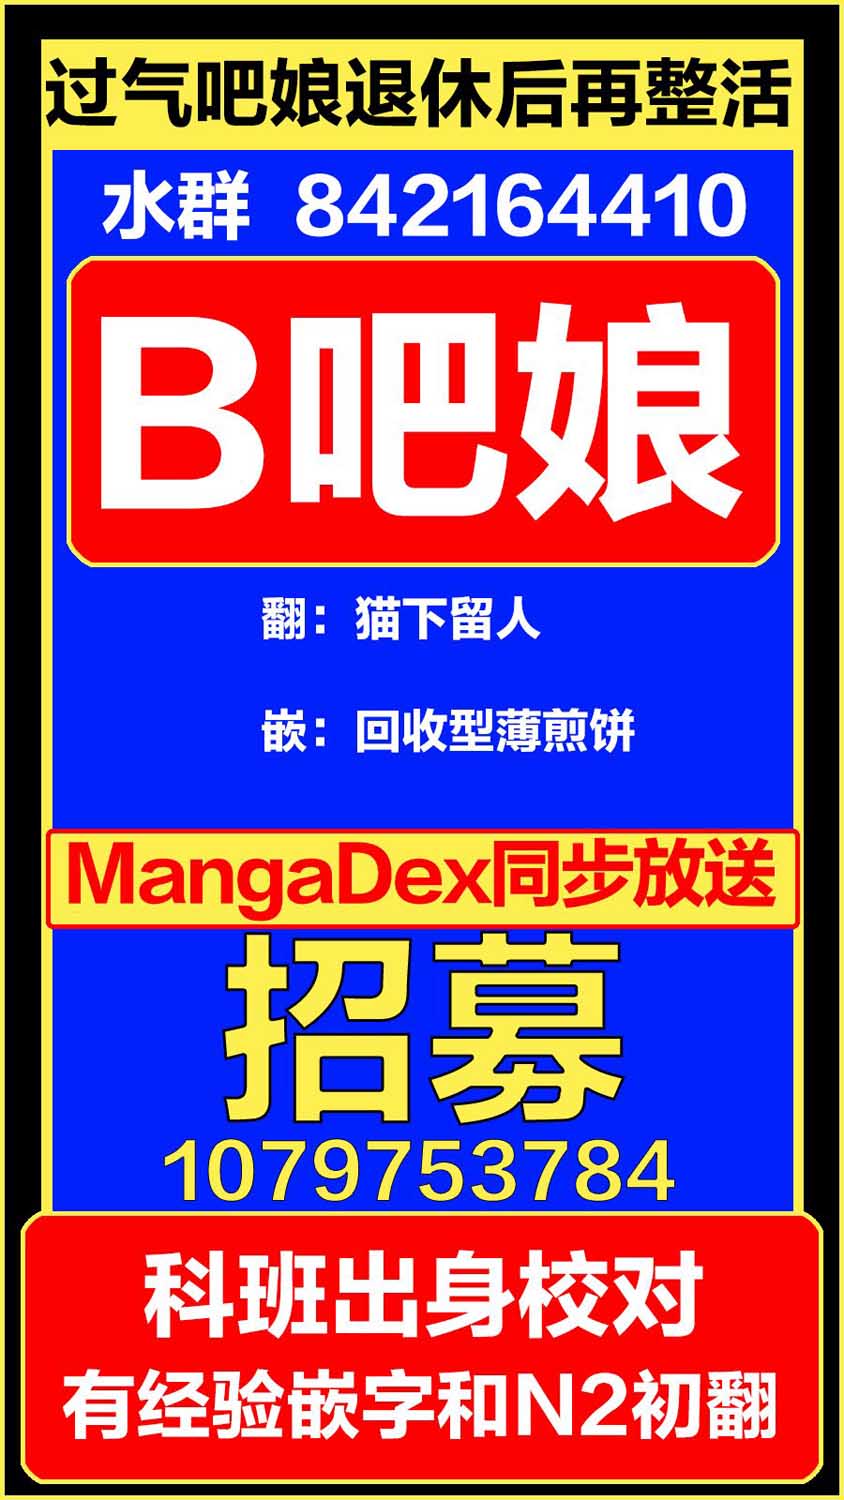 过气吧娘退休后再整活
水群 842164410
B吧娘
翻：猫下留人
嵌：回收型薄煎饼
MangaDex同步放送
招募
1079753784
科班出身校对
有经验嵌字和N2初翻